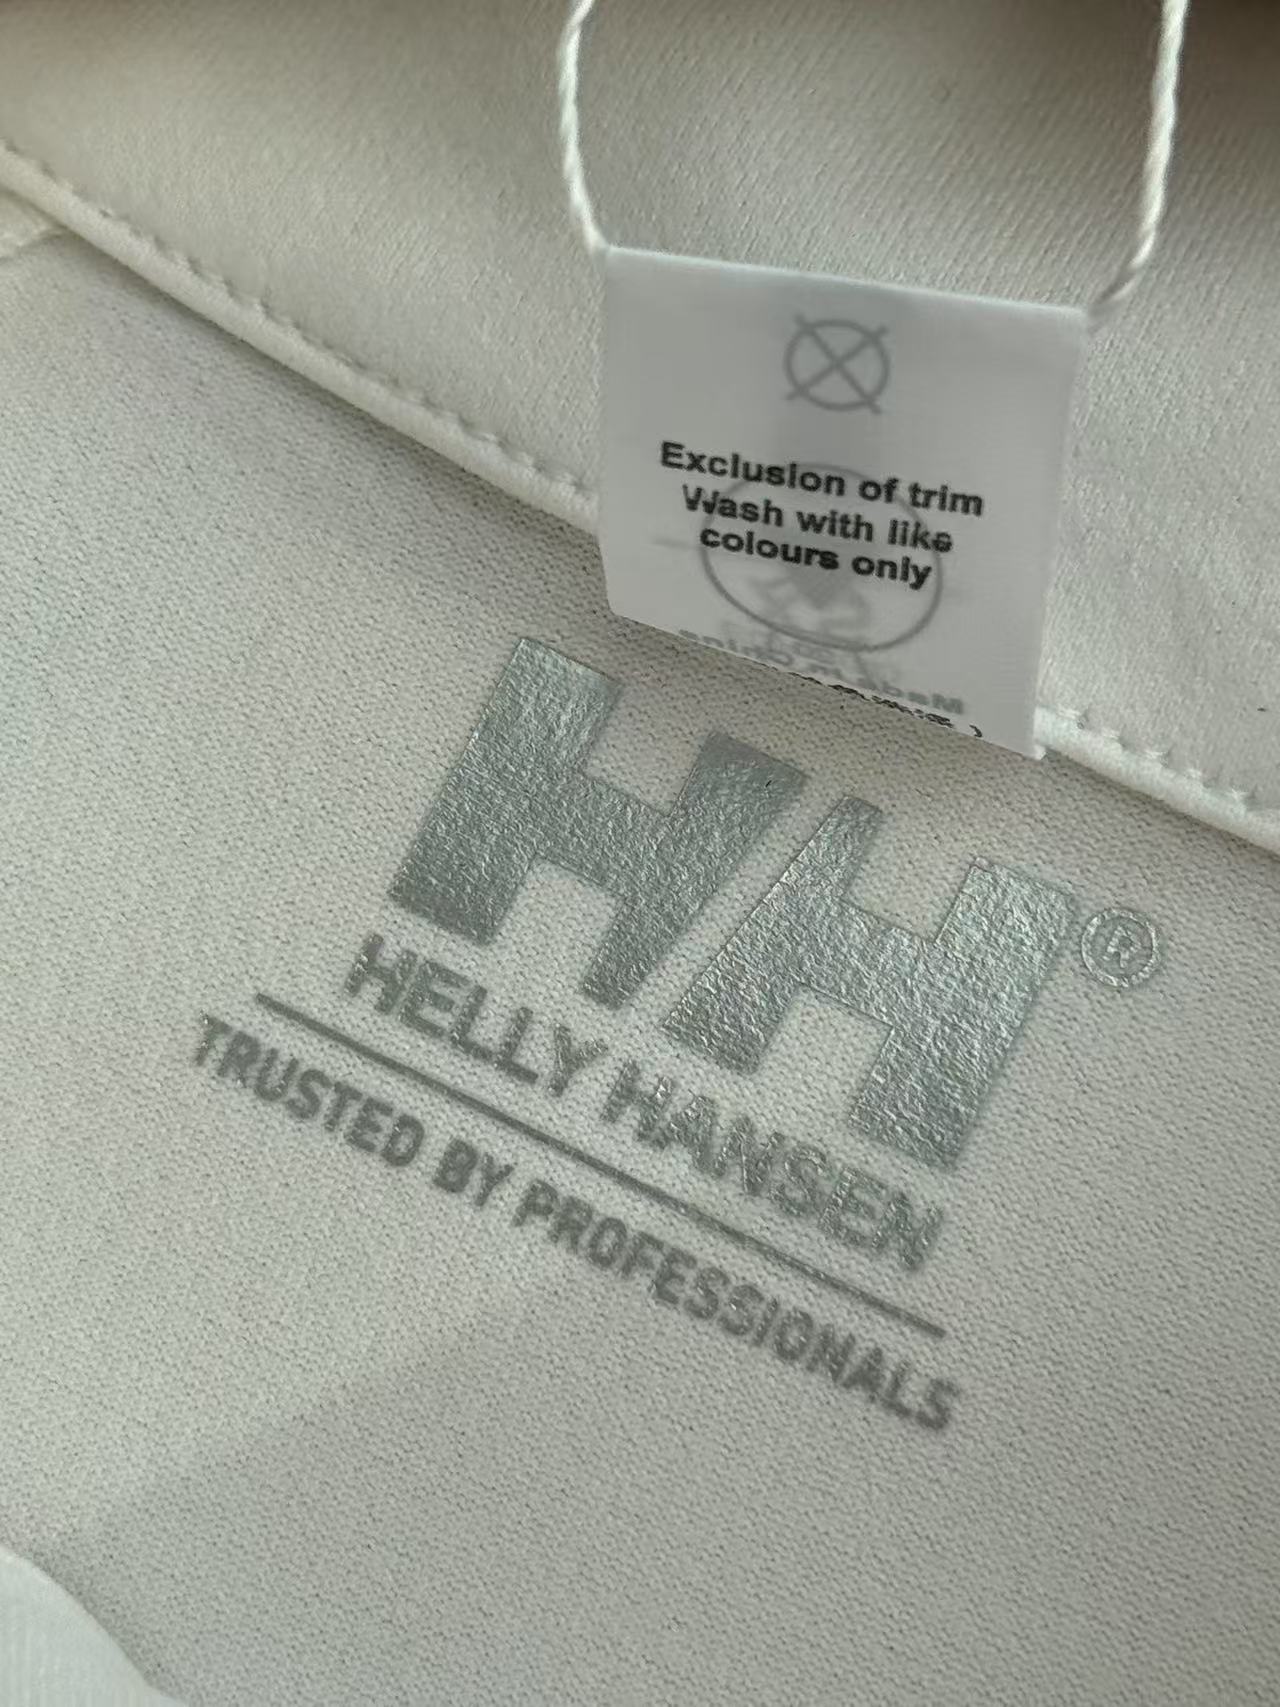 Exclusion of trim
Wash with like
colours only
HH®
HELLY HANSEN
TRUSTED BY PROFESSIONALS